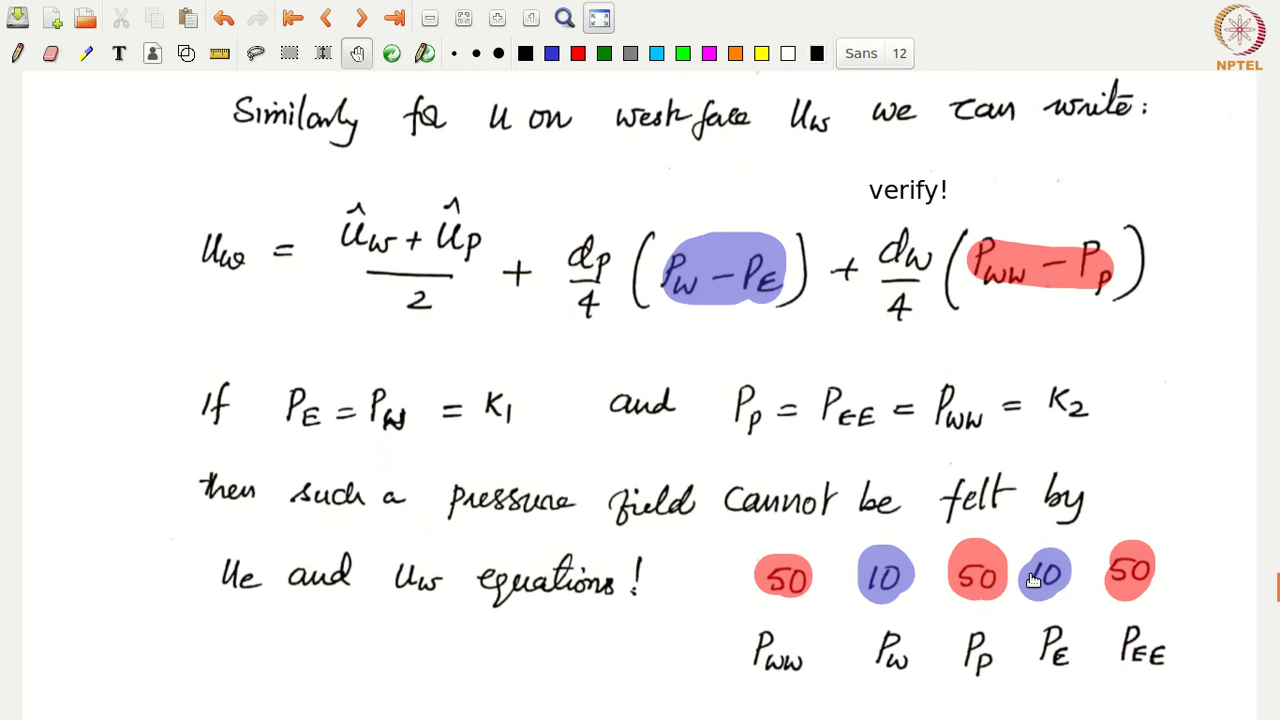 T
Sans 12
NPTEL
Similarly for u on west face u_w we can write:
verify!
u_w = (û_W + û_P)/2 + d_P/4 (P_W − P_E) + d_W/4 (P_WW − P_P)
If P_E = P_W = K_1 and P_P = P_EE = P_WW = K_2
then such a pressure field cannot be felt by
u_e and u_w equations!
50 10 50 10 50
P_WW P_W P_P P_E P_EE